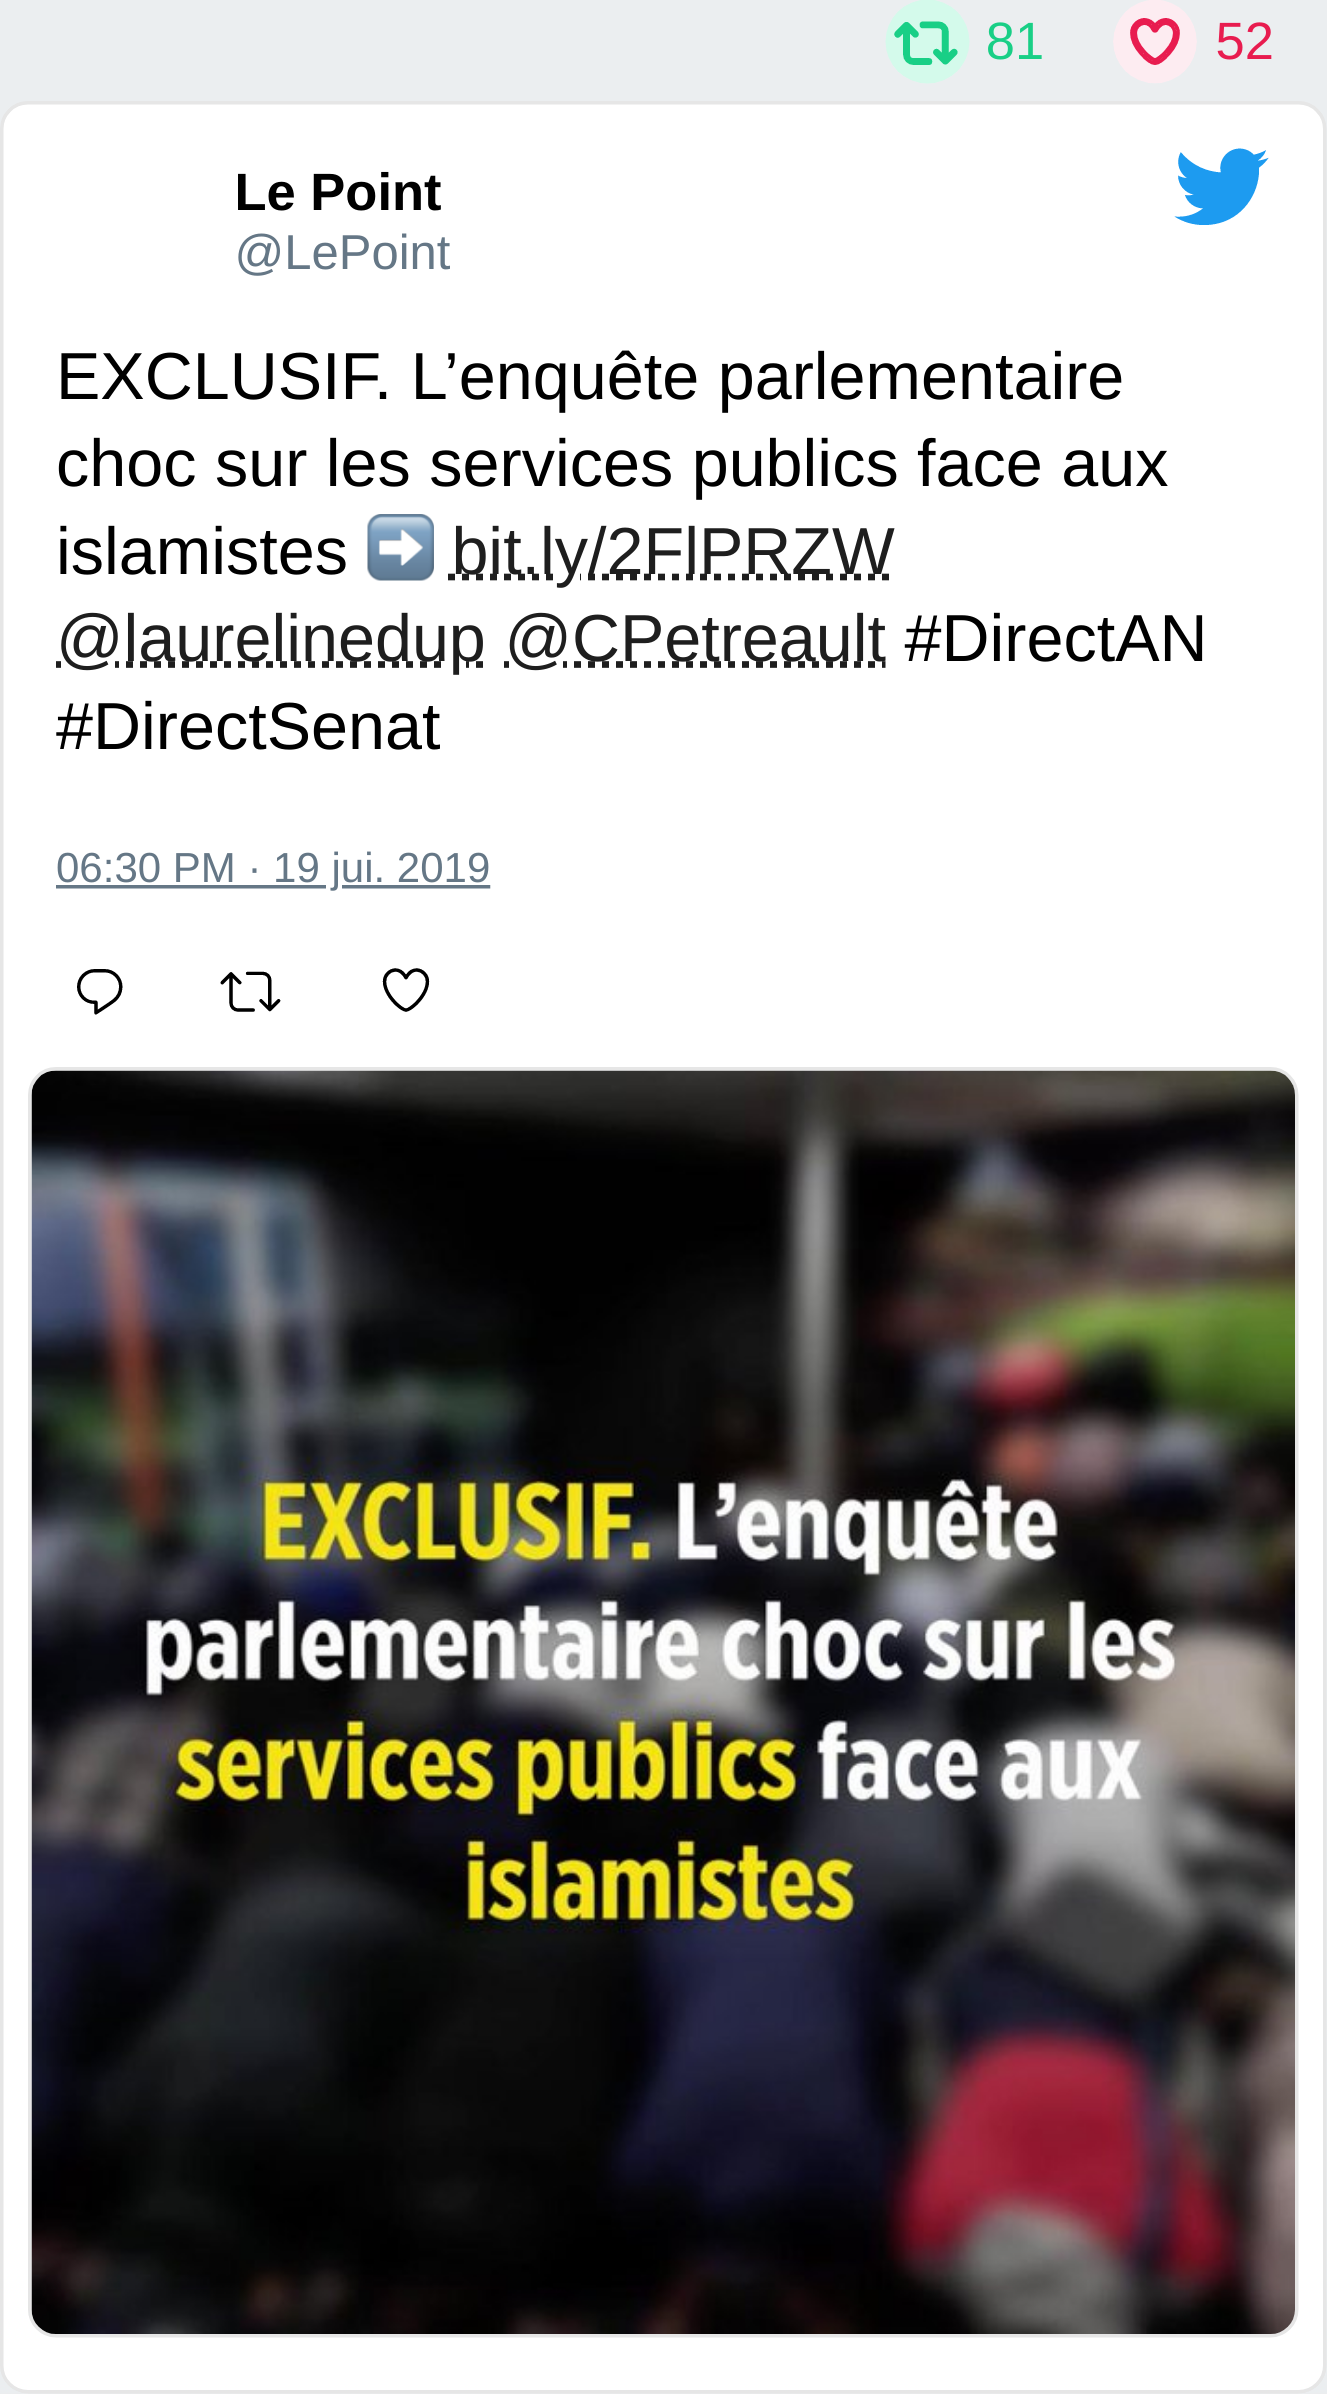 81 52
Le Point
@LePoint
EXCLUSIF. L’enquête parlementaire
choc sur les services publics face aux
islamistes ➡️ bit.ly/2FlPRZW
@laurelinedup @CPetreault #DirectAN
#DirectSenat
06:30 PM · 19 jui. 2019
EXCLUSIF. L’enquête
parlementaire choc sur les
services publics face aux
islamistes